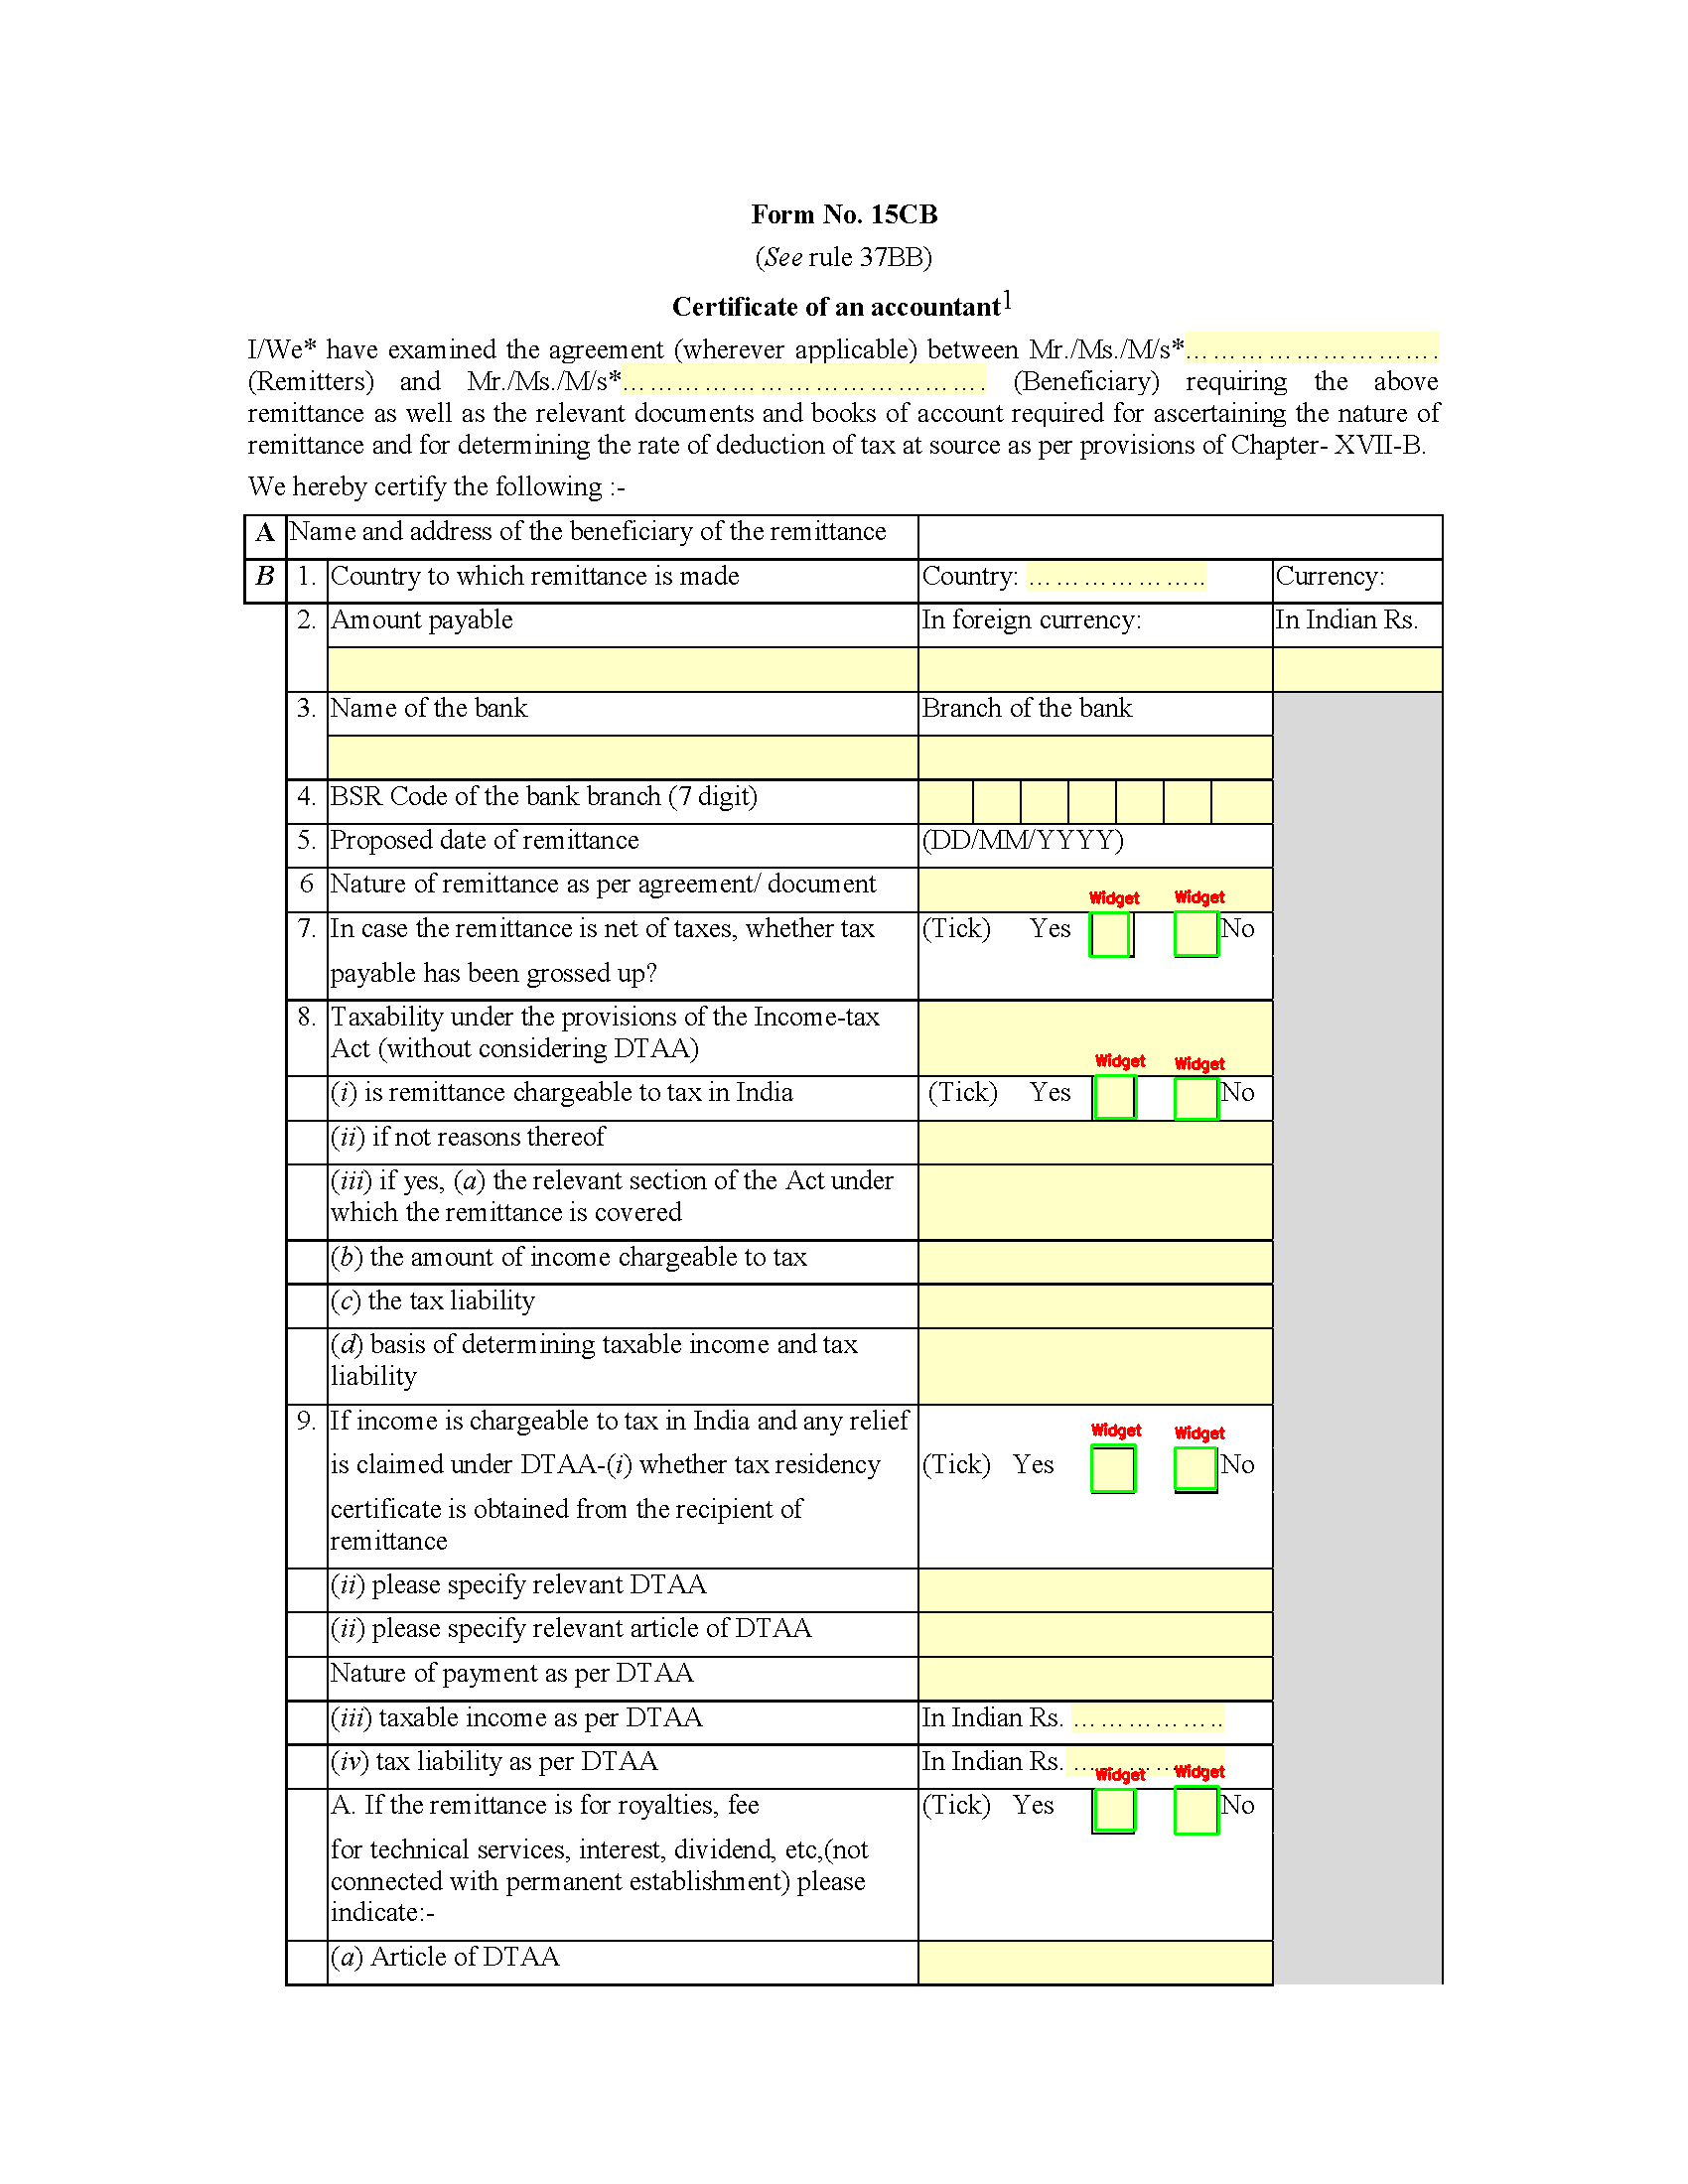 Form No. 15CB
(See rule 37BB)
Certificate of an accountant1
I/We* have examined the agreement (wherever applicable) between Mr./Ms./M/s*……………………….
(Remitters) and Mr./Ms./M/s*…………………………………. (Beneficiary) requiring the above
remittance as well as the relevant documents and books of account required for ascertaining the nature of
remittance and for determining the rate of deduction of tax at source as per provisions of Chapter- XVII-B.
We hereby certify the following :-
A Name and address of the beneficiary of the remittance
B 1. Country to which remittance is made Country: ……………….. Currency:
2. Amount payable In foreign currency: In Indian Rs.
3. Name of the bank Branch of the bank
4. BSR Code of the bank branch (7 digit)
5. Proposed date of remittance (DD/MM/YYYY)
6 Nature of remittance as per agreement/ document
Widget Widget
7. In case the remittance is net of taxes, whether tax (Tick) Yes No
payable has been grossed up?
8. Taxability under the provisions of the Income-tax
Act (without considering DTAA)
Widget Widget
(i) is remittance chargeable to tax in India (Tick) Yes No
(ii) if not reasons thereof
(iii) if yes, (a) the relevant section of the Act under
which the remittance is covered
(b) the amount of income chargeable to tax
(c) the tax liability
(d) basis of determining taxable income and tax
liability
9. If income is chargeable to tax in India and any relief
Widget Widget
is claimed under DTAA-(i) whether tax residency (Tick) Yes No
certificate is obtained from the recipient of
remittance
(ii) please specify relevant DTAA
(ii) please specify relevant article of DTAA
Nature of payment as per DTAA
(iii) taxable income as per DTAA In Indian Rs. ……………..
(iv) tax liability as per DTAA In Indian Rs. ……………..
Widget Widget
A. If the remittance is for royalties, fee (Tick) Yes No
for technical services, interest, dividend, etc,(not
connected with permanent establishment) please
indicate:-
(a) Article of DTAA